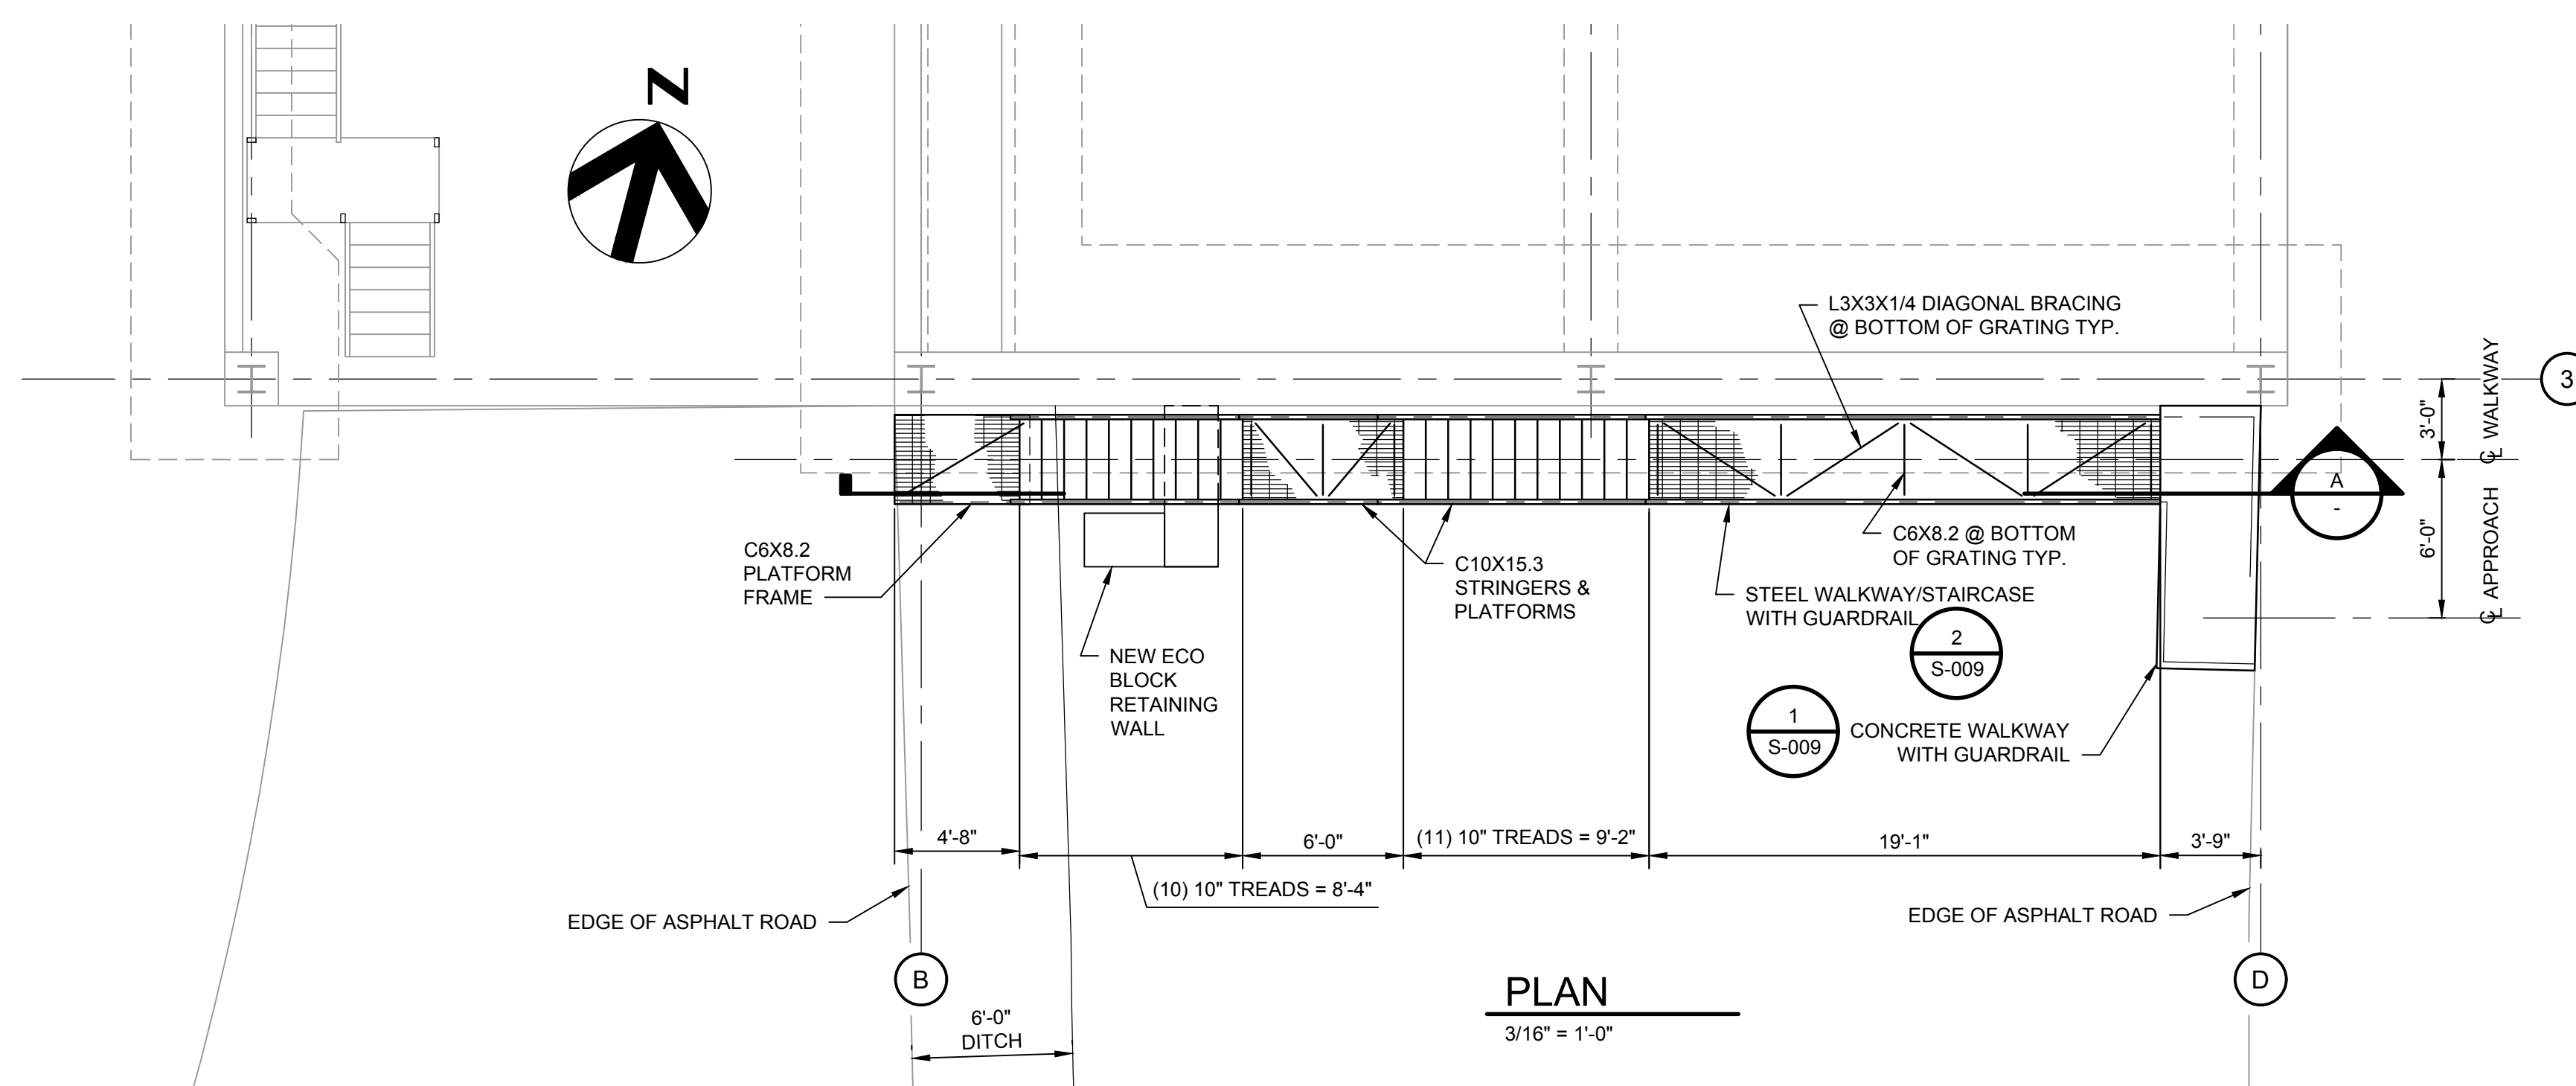 N
L3X3X1/4 DIAGONAL BRACING
@ BOTTOM OF GRATING TYP.
3
3'-0"
℄ WALKWAY
A
-
6'-0"
℄ APPROACH
C6X8.2
PLATFORM
FRAME
C6X8.2 @ BOTTOM
OF GRATING TYP.
C10X15.3
STRINGERS &
PLATFORMS
STEEL WALKWAY/STAIRCASE
WITH GUARDRAIL
2
S-009
NEW ECO
BLOCK
RETAINING
WALL
1
S-009
CONCRETE WALKWAY
WITH GUARDRAIL
4'-8"
6'-0"
(11) 10" TREADS = 9'-2"
19'-1"
3'-9"
(10) 10" TREADS = 8'-4"
EDGE OF ASPHALT ROAD
EDGE OF ASPHALT ROAD
B
D
PLAN
3/16" = 1'-0"
6'-0"
DITCH